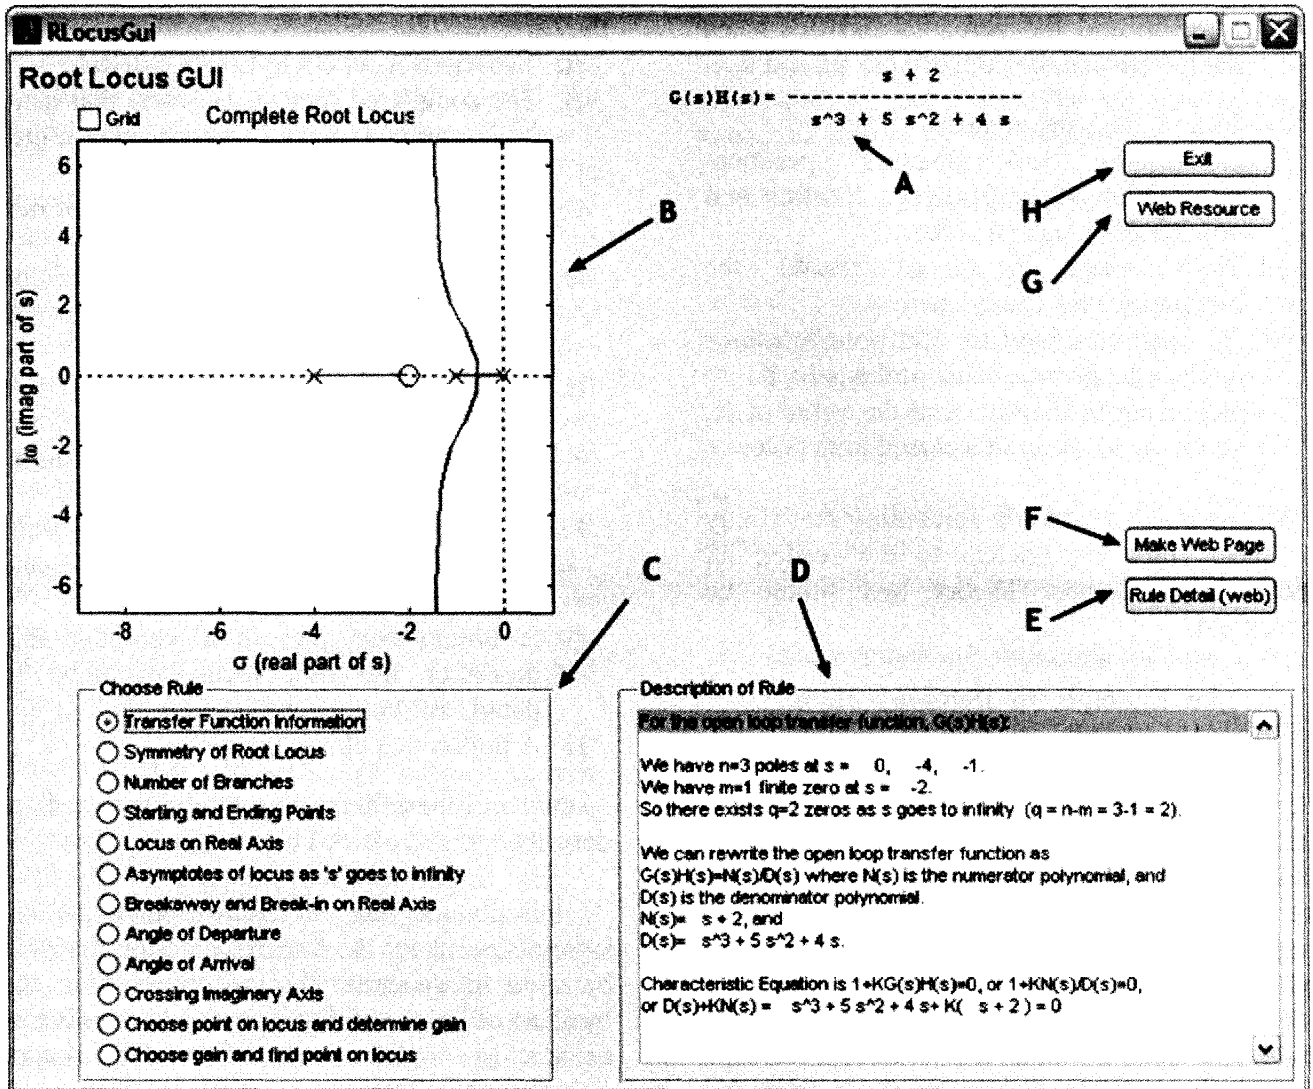 RLocusGui
Root Locus GUI
Grid
Complete Root Locus
s + 2
G(s)H(s)= ----------------------
s^3 + 5 s^2 + 4 s
A
B
H
G
Exit
Web Resource
6
4
2
0
-2
-4
-6
jω (imag part of s)
-8
-6
-4
-2
0
σ (real part of s)
C
D
F
E
Make Web Page
Rule Detail (web)
Choose Rule
Transfer Function Information
Symmetry of Root Locus
Number of Branches
Starting and Ending Points
Locus on Real Axis
Asymptotes of locus as 's' goes to infinity
Breakaway and Break-in on Real Axis
Angle of Departure
Angle of Arrival
Crossing Imaginary Axis
Choose point on locus and determine gain
Choose gain and find point on locus
Description of Rule
For the open loop transfer function, G(s)H(s):
We have n=3 poles at s = 0, -4, -1.
We have m=1 finite zero at s = -2.
So there exists q=2 zeros as s goes to infinity (q = n-m = 3-1 = 2).
We can rewrite the open loop transfer function as
G(s)H(s)=N(s)/D(s) where N(s) is the numerator polynomial, and
D(s) is the denominator polynomial.
N(s)= s + 2, and
D(s)= s^3 + 5 s^2 + 4 s.
Characteristic Equation is 1+KG(s)H(s)=0, or 1+KN(s)/D(s)=0,
or D(s)+KN(s) = s^3 + 5 s^2 + 4 s+ K( s + 2 ) = 0